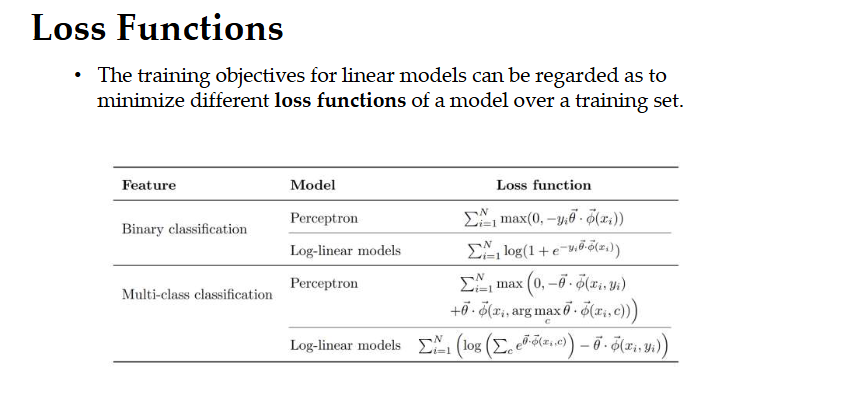 Loss Functions
• The training objectives for linear models can be regarded as to
minimize different loss functions of a model over a training set.
Feature Model Loss function
Binary classification
Perceptron ∑ᵢ₌₁ᴺ max(0, −yᵢθ⃗ · φ⃗(xᵢ))
Log-linear models ∑ᵢ₌₁ᴺ log(1 + e^{−yᵢθ⃗·φ⃗(xᵢ)})
Multi-class classification
Perceptron ∑ᵢ₌₁ᴺ max (0, −θ⃗ · φ⃗(xᵢ, yᵢ)
+θ⃗ · φ⃗(xᵢ, arg max_c θ⃗ · φ⃗(xᵢ, c)))
Log-linear models ∑ᵢ₌₁ᴺ (log (∑_c e^{θ⃗·φ⃗(xᵢ,c)}) − θ⃗ · φ⃗(xᵢ, yᵢ))